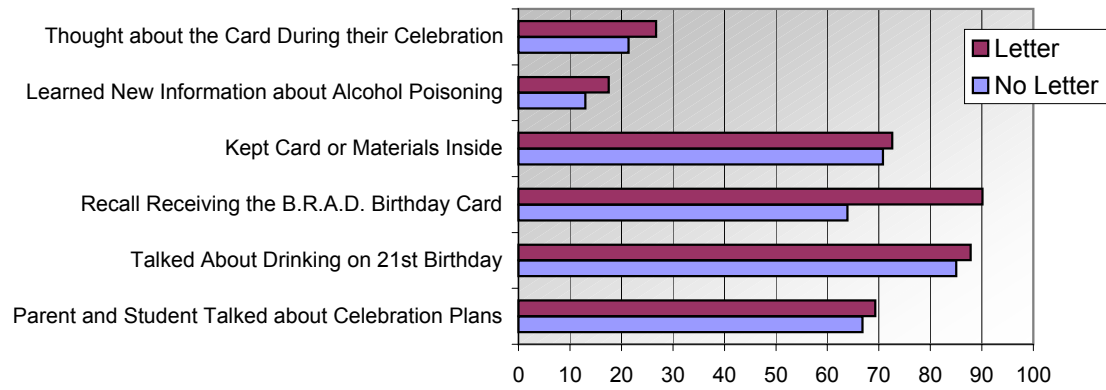 Thought about the Card During their Celebration
Learned New Information about Alcohol Poisoning
Kept Card or Materials Inside
Recall Receiving the B.R.A.D. Birthday Card
Talked About Drinking on 21st Birthday
Parent and Student Talked about Celebration Plans
Letter
No Letter
0 10 20 30 40 50 60 70 80 90 100